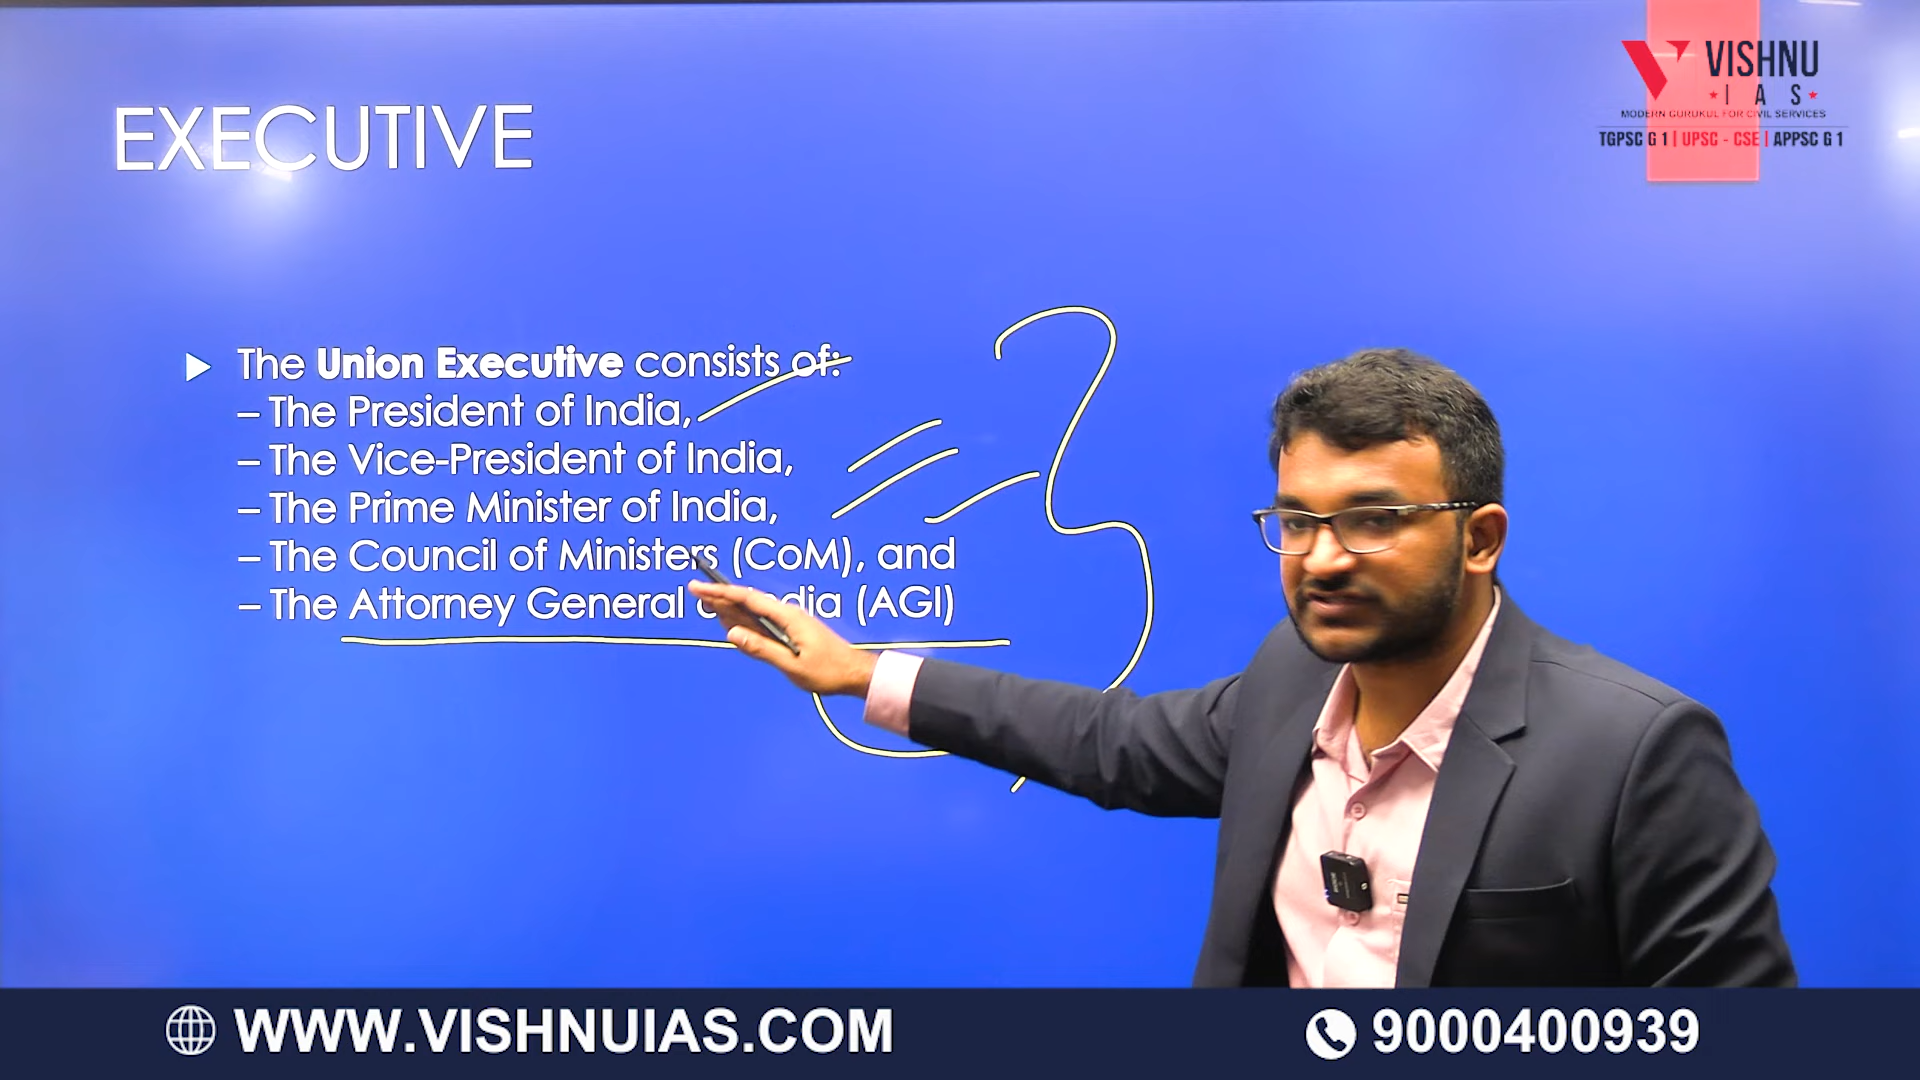 VISHNU
IAS
MODERN GURUKUL FOR CIVIL SERVICES
TGPSC G 1 | UPSC - CSE | APPSC G 1
EXECUTIVE
The Union Executive consists of:
– The President of India,
– The Vice-President of India,
– The Prime Minister of India,
– The Council of Ministers (CoM), and
– The Attorney General India (AGI)
WWW.VISHNUIAS.COM
9000400939